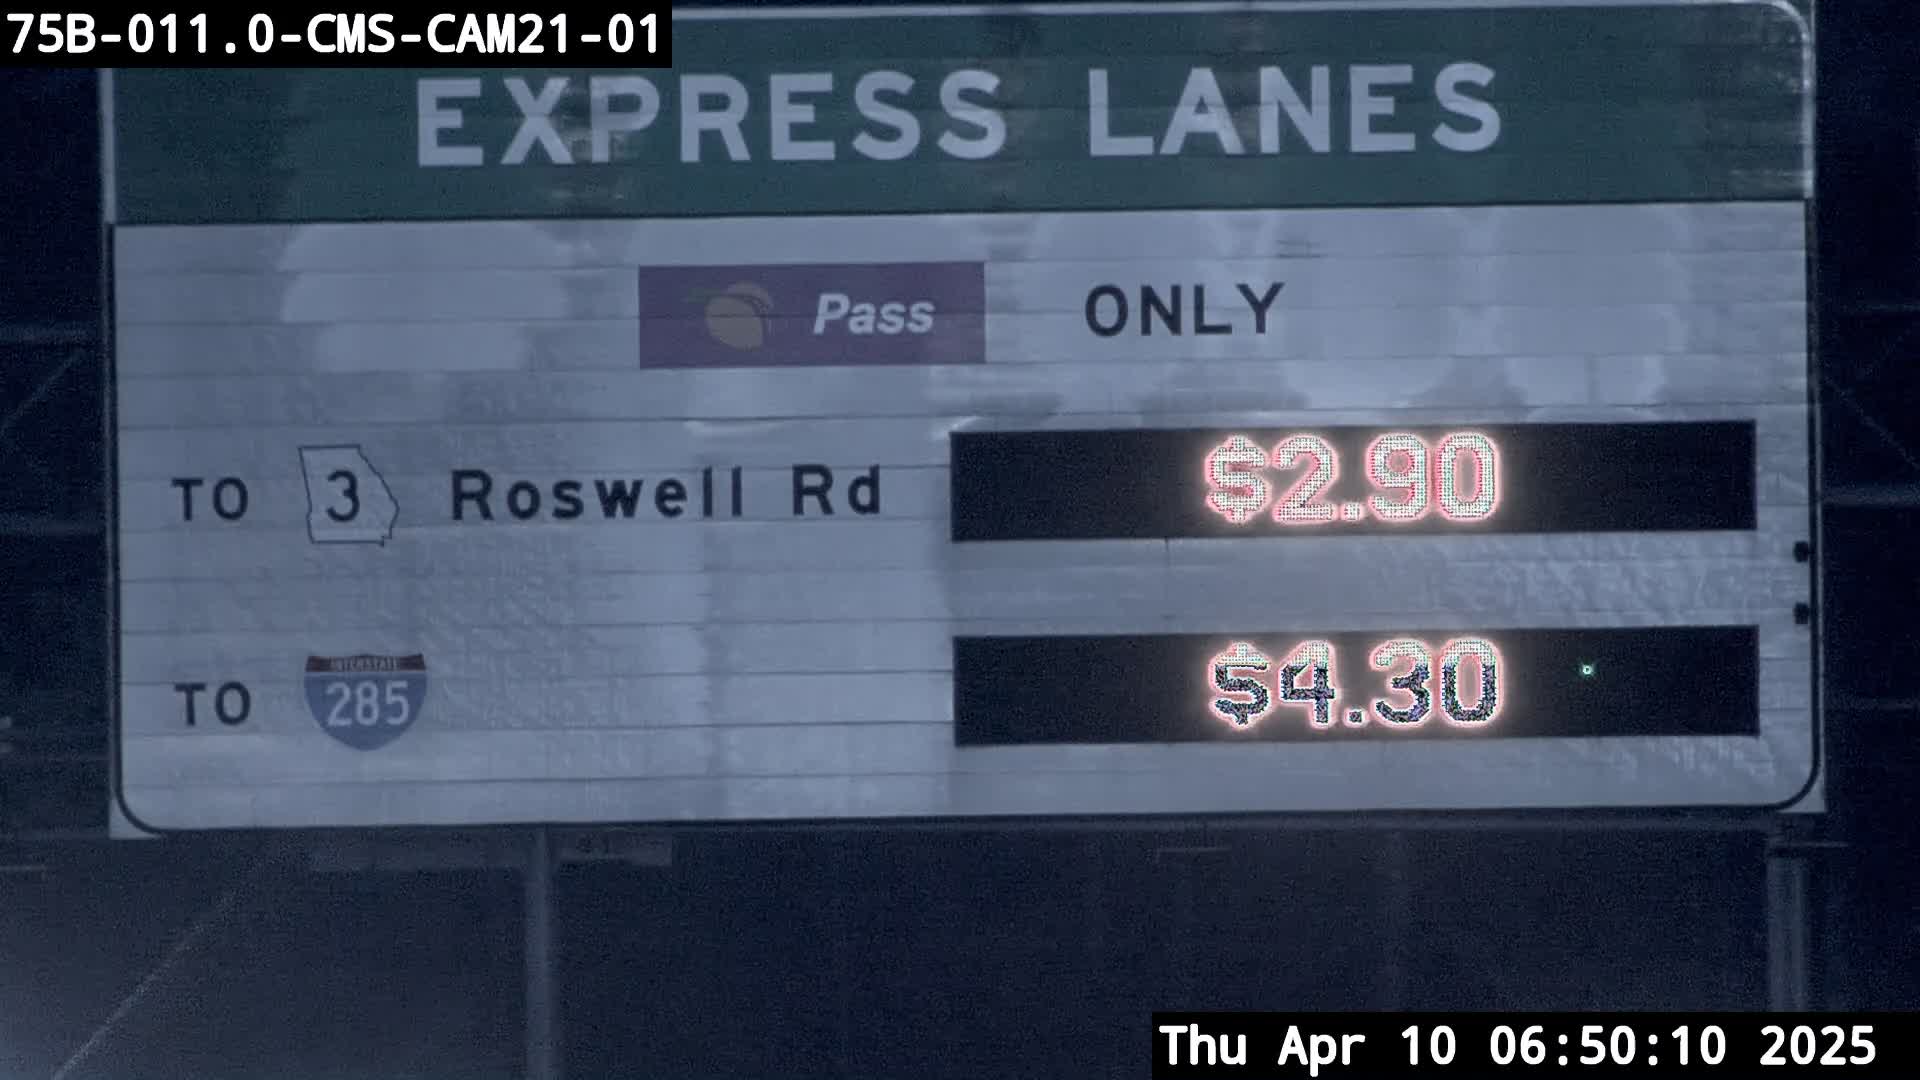 75B-011.0-CMS-CAM21-01
EXPRESS LANES
Pass ONLY
TO 3 Roswell Rd $2.90
TO INTERSTATE 285 $4.30
Thu Apr 10 06:50:10 2025